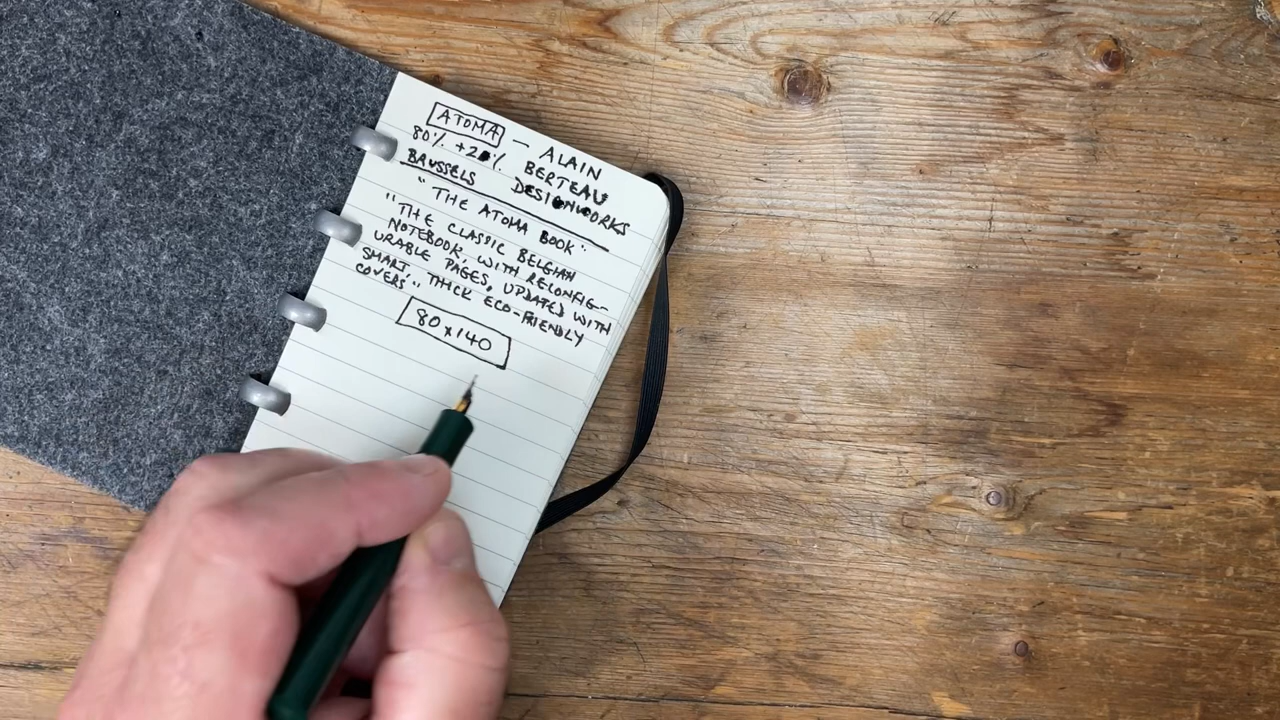 ATOMA — ALAIN
80% + 20% BERTEAU
BRUSSELS DESIGNWORKS
"THE ATOMA BOOK"
"THE CLASSIC BELGIAN
NOTEBOOK, WITH RECONFIG-
URABLE PAGES, UPDATED WITH
SMART, THICK ECO-FRIENDLY
COVERS"
80 x 140